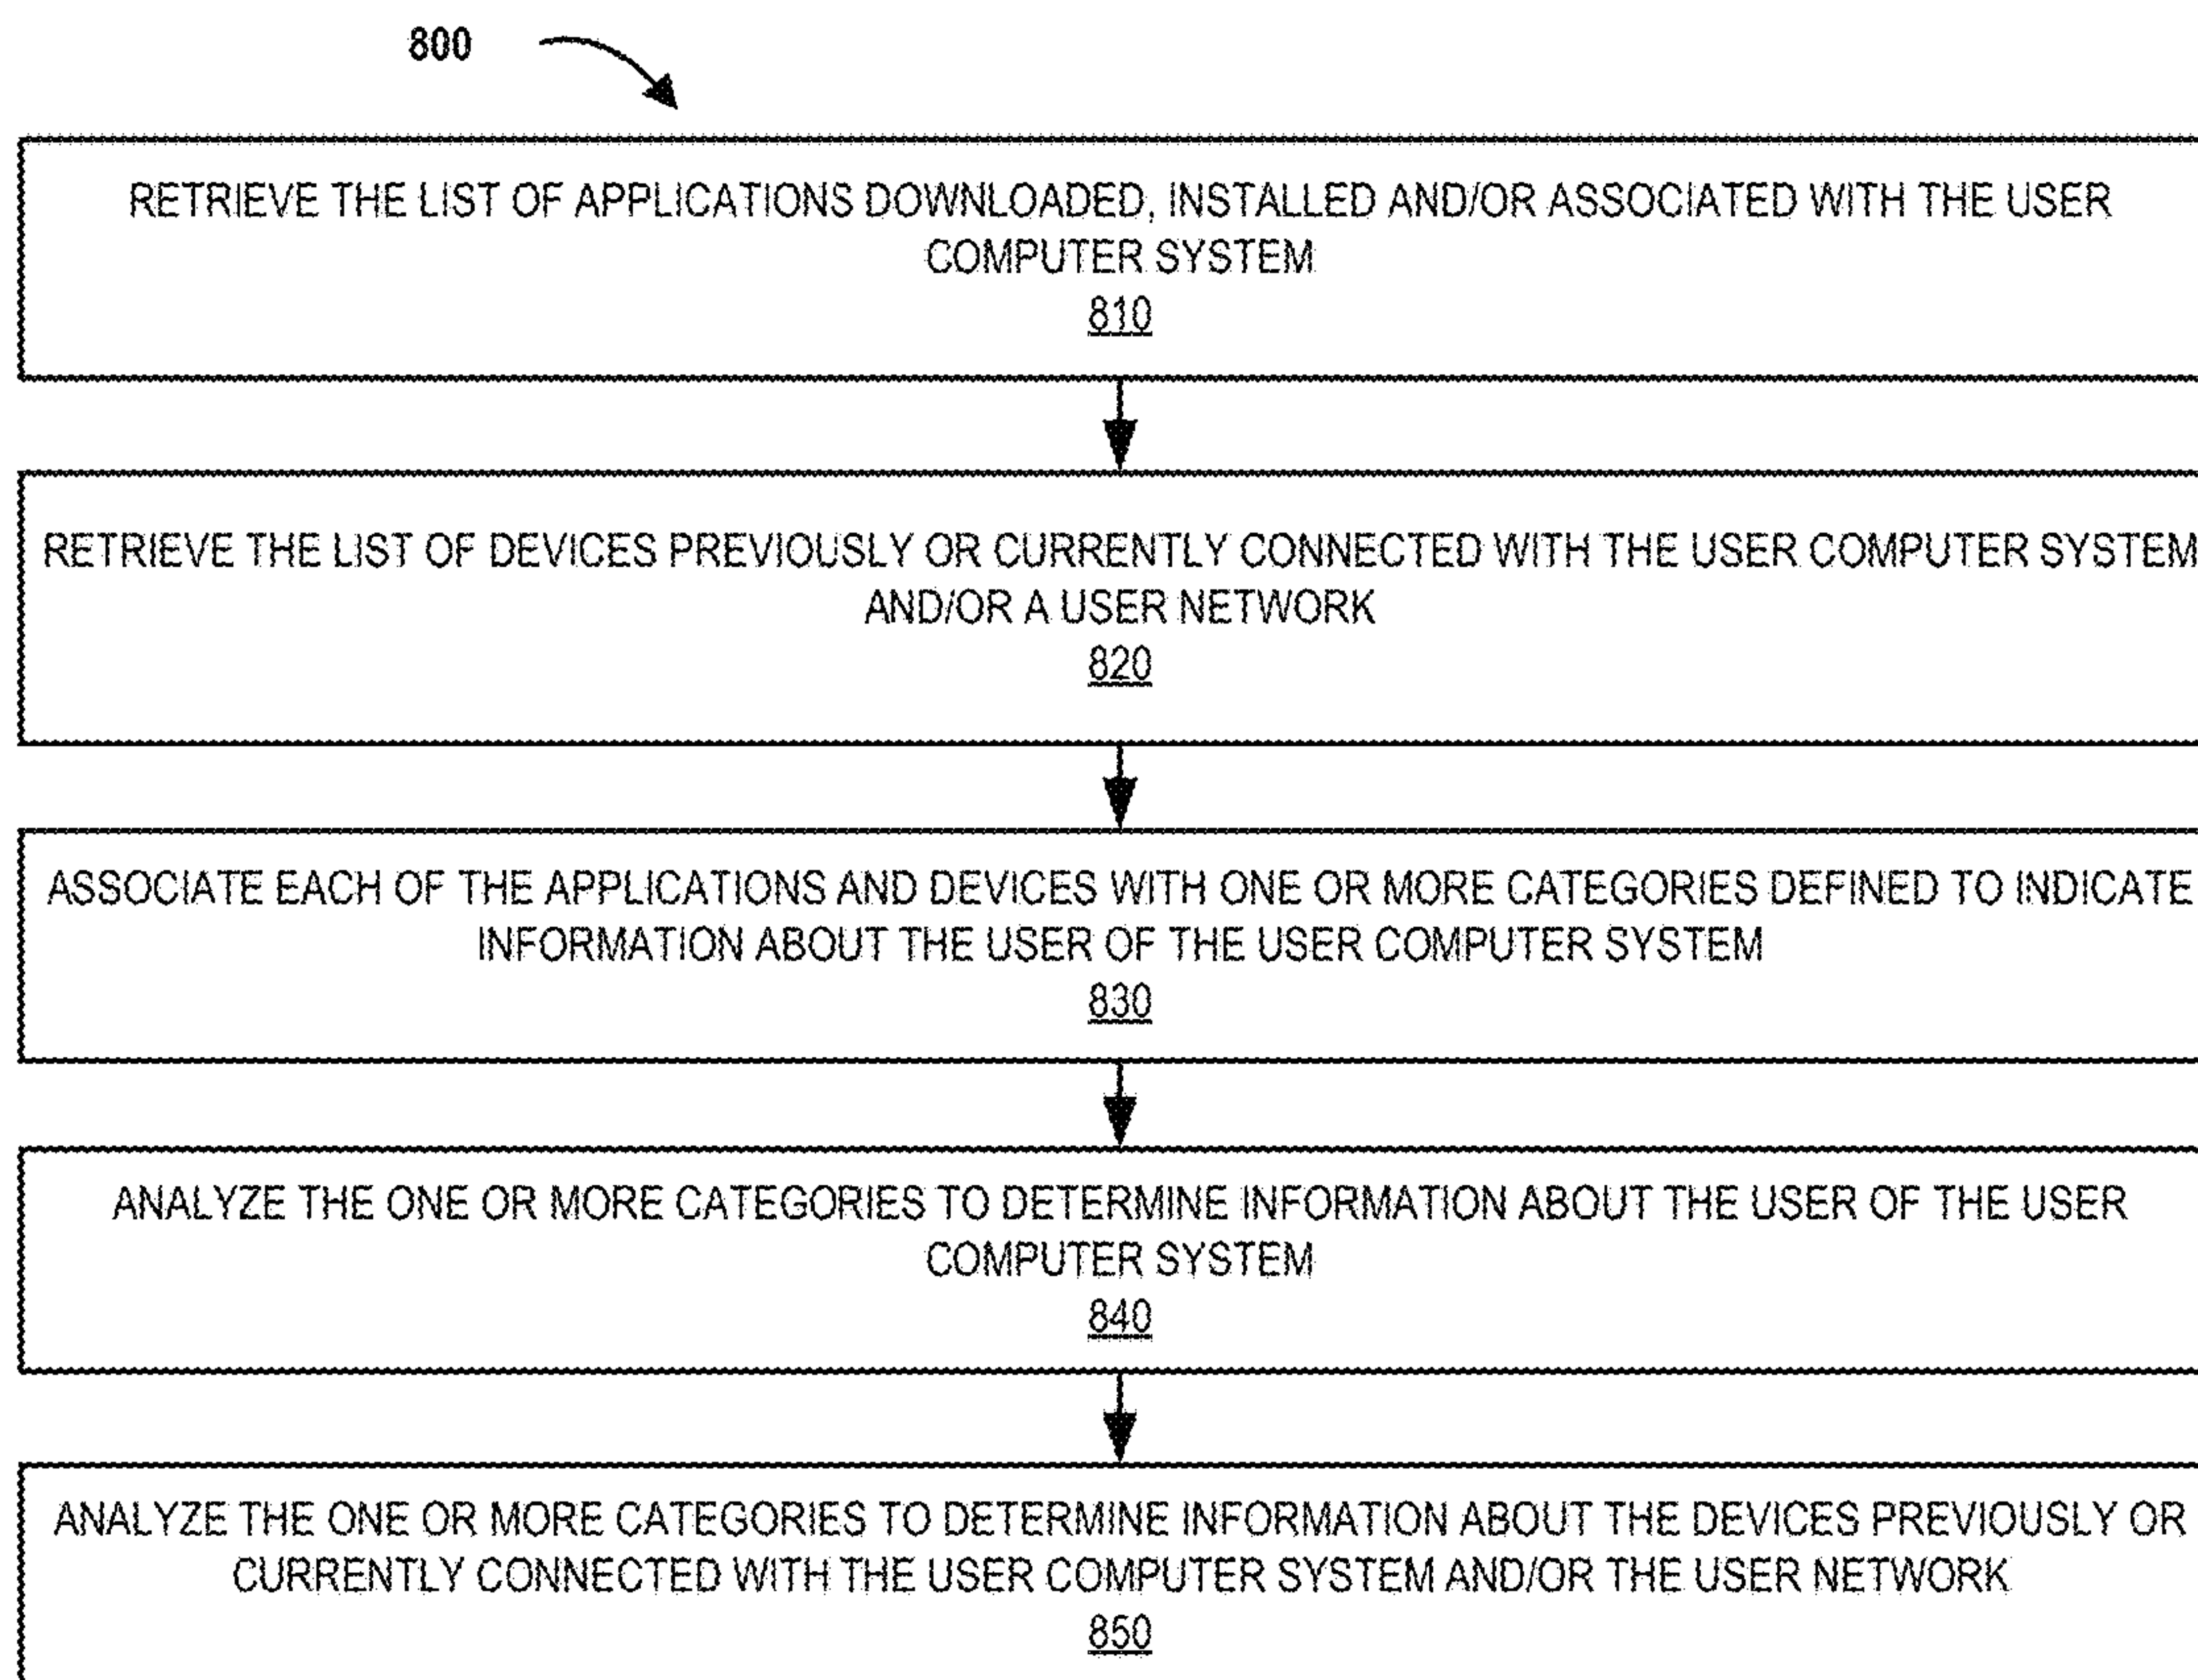 800
RETRIEVE THE LIST OF APPLICATIONS DOWNLOADED, INSTALLED AND/OR ASSOCIATED WITH THE USER
COMPUTER SYSTEM
810
RETRIEVE THE LIST OF DEVICES PREVIOUSLY OR CURRENTLY CONNECTED WITH THE USER COMPUTER SYSTEM
AND/OR A USER NETWORK
820
ASSOCIATE EACH OF THE APPLICATIONS AND DEVICES WITH ONE OR MORE CATEGORIES DEFINED TO INDICATE
INFORMATION ABOUT THE USER OF THE USER COMPUTER SYSTEM
830
ANALYZE THE ONE OR MORE CATEGORIES TO DETERMINE INFORMATION ABOUT THE USER OF THE USER
COMPUTER SYSTEM
840
ANALYZE THE ONE OR MORE CATEGORIES TO DETERMINE INFORMATION ABOUT THE DEVICES PREVIOUSLY OR
CURRENTLY CONNECTED WITH THE USER COMPUTER SYSTEM AND/OR THE USER NETWORK
850